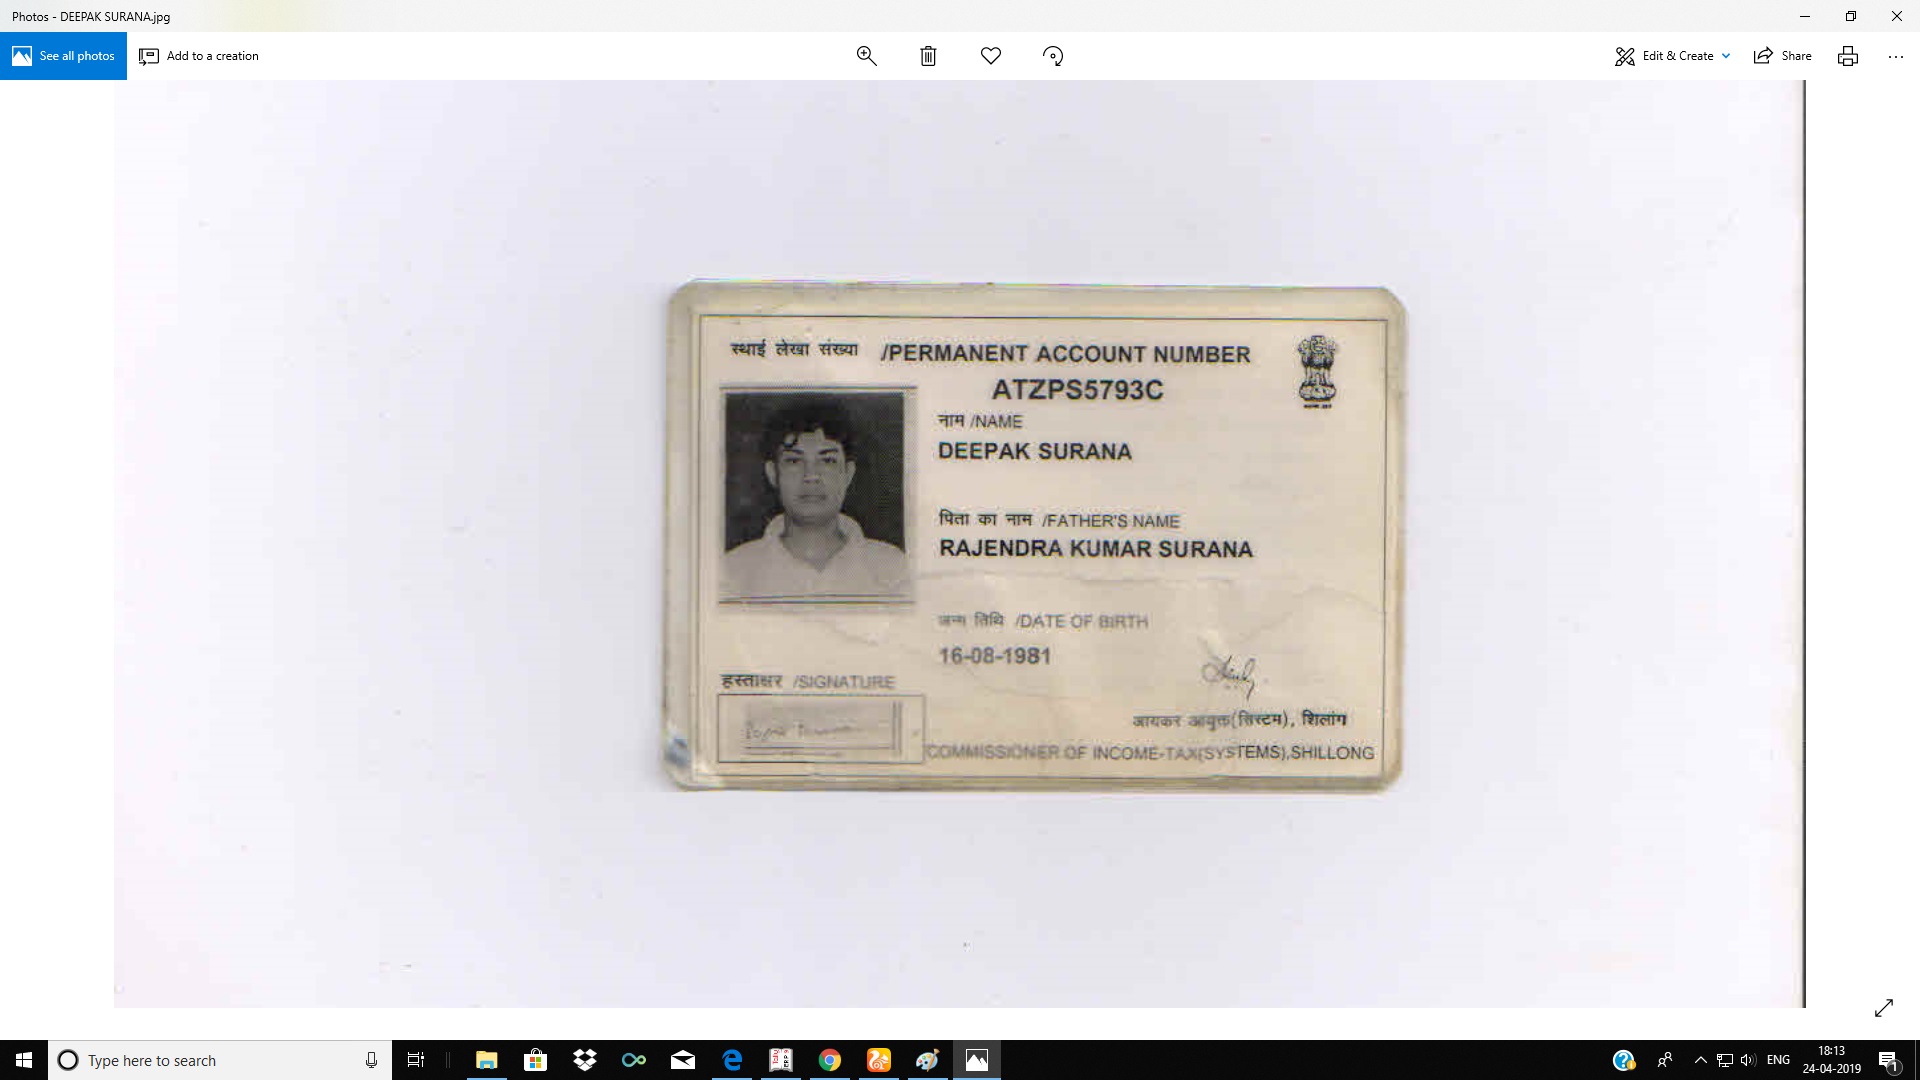 Photos - DEEPAK SURANA.jpg
See all photos
Add to a creation
Edit & Create
Share
स्थाई लेखा संख्या /PERMANENT ACCOUNT NUMBER
ATZPS5793C
नाम /NAME
DEEPAK SURANA
पिता का नाम /FATHER'S NAME
RAJENDRA KUMAR SURANA
जन्म तिथि /DATE OF BIRTH
16-08-1981
हस्ताक्षर /SIGNATURE
आयकर आयुक्त(सिस्टम), शिलांग
COMMISSIONER OF INCOME-TAX(SYSTEMS),SHILLONG
Type here to search
ENG
18:13
24-04-2019
1